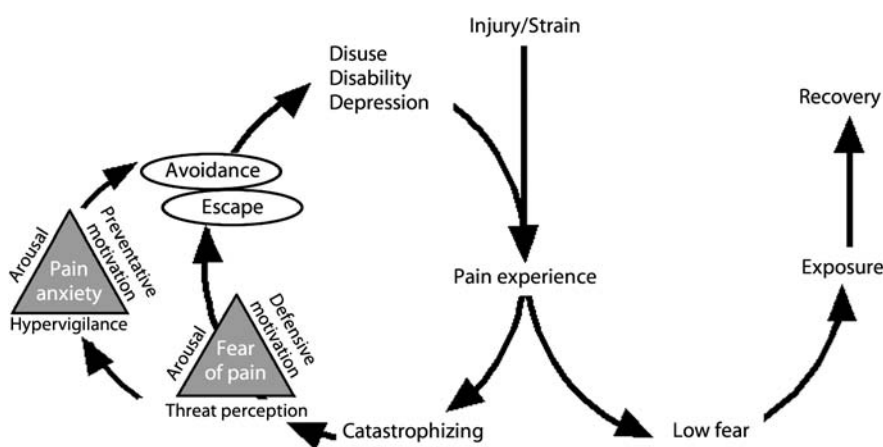 Injury/Strain
Disuse
Disability
Depression
Recovery
Avoidance
Escape
Arousal
Preventative
motivation
Pain
anxiety
Hypervigilance
Pain experience
Exposure
Arousal
Defensive
motivation
Fear
of pain
Threat perception
Catastrophizing
Low fear